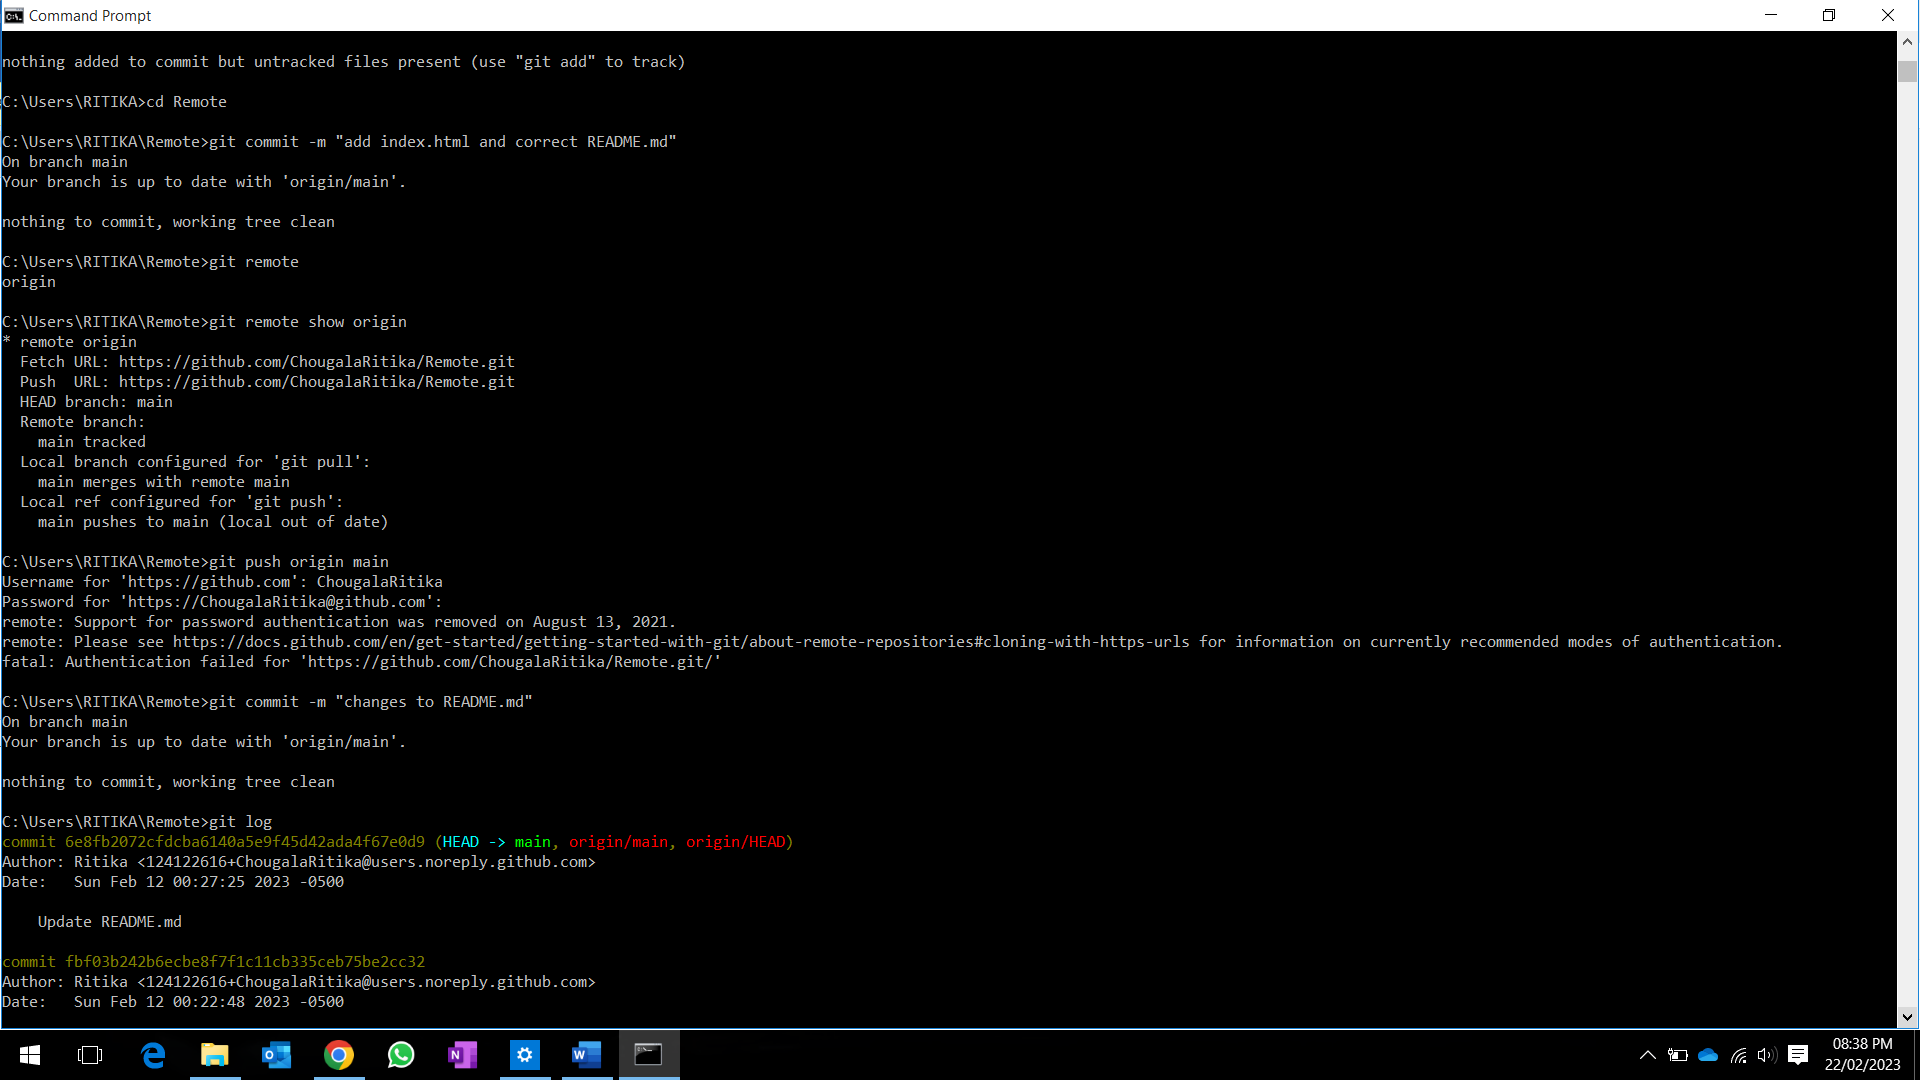 Command Prompt
nothing added to commit but untracked files present (use "git add" to track)
C:\Users\RITIKA>cd Remote
C:\Users\RITIKA\Remote>git commit -m "add index.html and correct README.md"
On branch main
Your branch is up to date with 'origin/main'.
nothing to commit, working tree clean
C:\Users\RITIKA\Remote>git remote
origin
C:\Users\RITIKA\Remote>git remote show origin
* remote origin
  Fetch URL: https://github.com/ChougalaRitika/Remote.git
  Push  URL: https://github.com/ChougalaRitika/Remote.git
  HEAD branch: main
  Remote branch:
    main tracked
  Local branch configured for 'git pull':
    main merges with remote main
  Local ref configured for 'git push':
    main pushes to main (local out of date)
C:\Users\RITIKA\Remote>git push origin main
Username for 'https://github.com': ChougalaRitika
Password for 'https://ChougalaRitika@github.com':
remote: Support for password authentication was removed on August 13, 2021.
remote: Please see https://docs.github.com/en/get-started/getting-started-with-git/about-remote-repositories#cloning-with-https-urls for information on currently recommended modes of authentication.
fatal: Authentication failed for 'https://github.com/ChougalaRitika/Remote.git/'
C:\Users\RITIKA\Remote>git commit -m "changes to README.md"
On branch main
Your branch is up to date with 'origin/main'.
nothing to commit, working tree clean
C:\Users\RITIKA\Remote>git log
commit 6e8fb2072cfdcba6140a5e9f45d42ada4f67e0d9 (HEAD -> main, origin/main, origin/HEAD)
Author: Ritika <124122616+ChougalaRitika@users.noreply.github.com>
Date:   Sun Feb 12 00:27:25 2023 -0500
    Update README.md
commit fbf03b242b6ecbe8f7f1c11cb335ceb75be2cc32
Author: Ritika <124122616+ChougalaRitika@users.noreply.github.com>
Date:   Sun Feb 12 00:22:48 2023 -0500
08:38 PM
22/02/2023